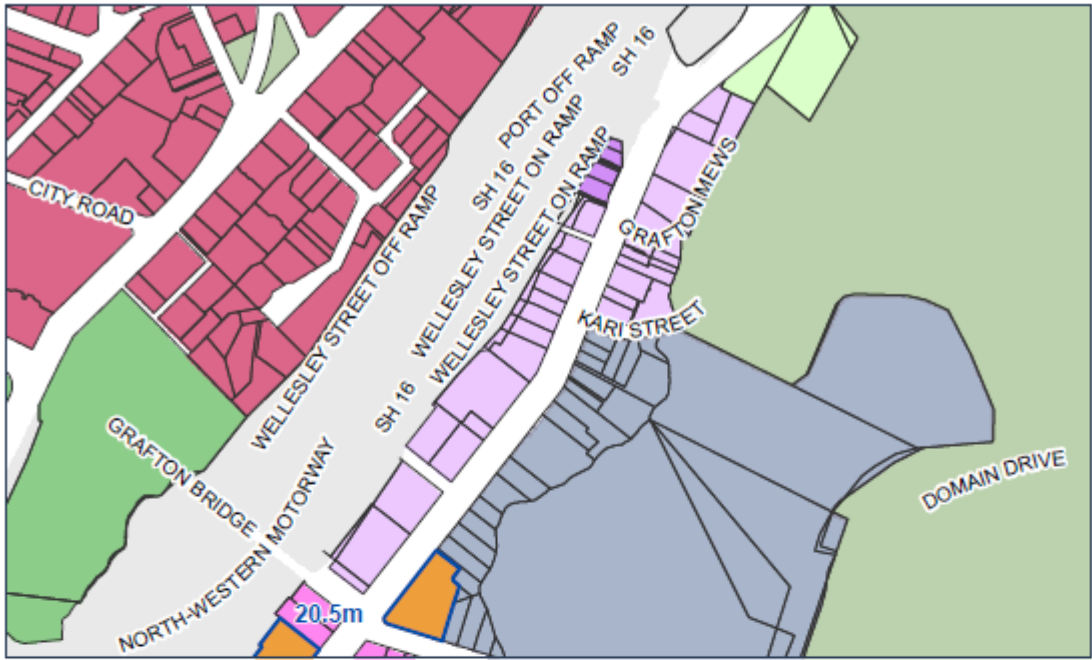 PORT OFF RAMP
SH 16
CITY ROAD
SH 16
WELLESLEY STREET ON RAMP
WELLESLEY STREET ON RAMP
GRAFTON MEWS
WELLESLEY STREET OFF RAMP
KARI STREET
SH 16
GRAFTON BRIDGE
DOMAIN DRIVE
NORTH-WESTERN MOTORWAY
20.5m